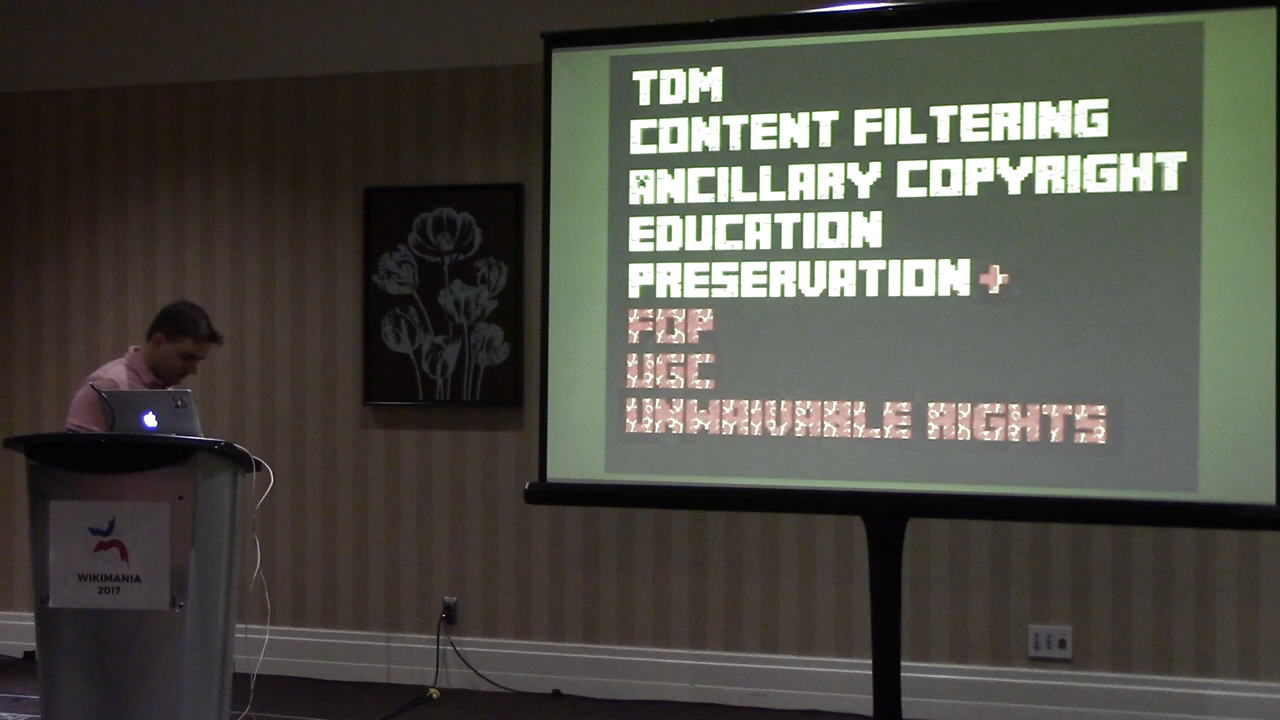 TDM
CONTENT FILTERING
ANCILLARY COPYRIGHT
EDUCATION
PRESERVATION +
FOP
UGC
UNWAIVABLE RIGHTS
WIKIMANIA
2017